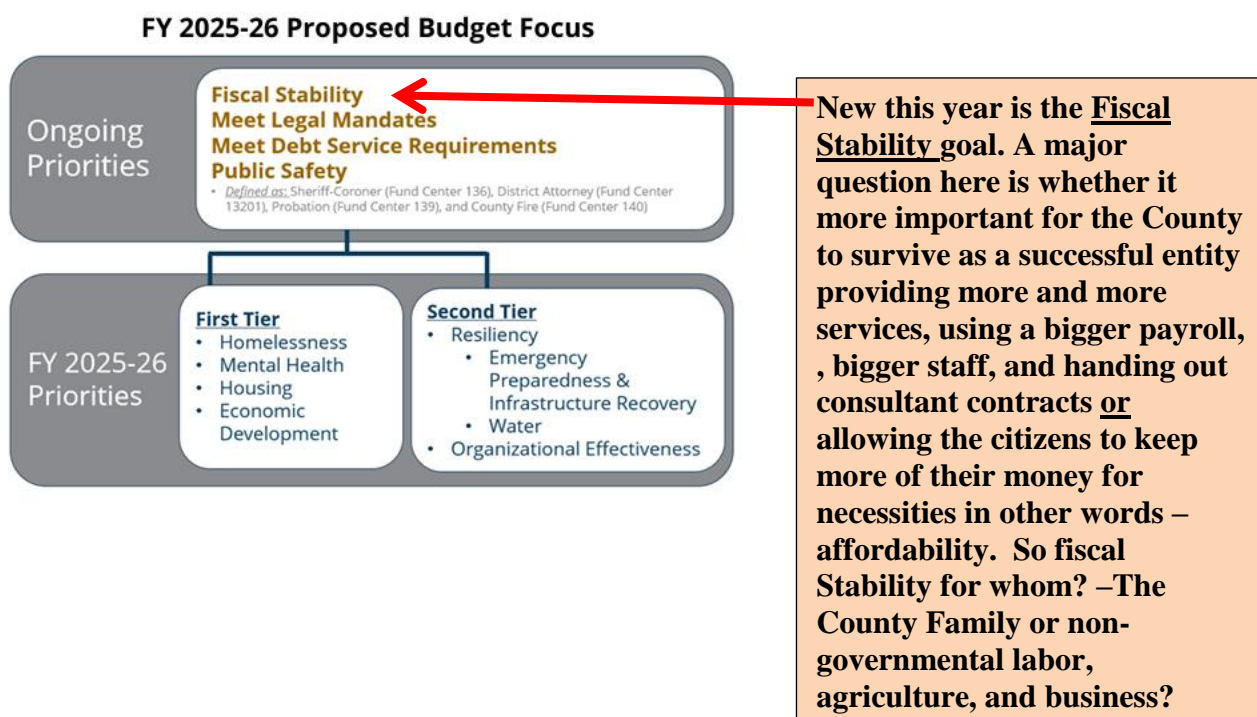 FY 2025-26 Proposed Budget Focus
Ongoing
Priorities
Fiscal Stability
Meet Legal Mandates
Meet Debt Service Requirements
Public Safety
• Defined as: Sheriff-Coroner (Fund Center 136), District Attorney (Fund Center
13201), Probation (Fund Center 139), and County Fire (Fund Center 140)
FY 2025-26
Priorities
First Tier
• Homelessness
• Mental Health
• Housing
• Economic
Development
Second Tier
• Resiliency
• Emergency
Preparedness &
Infrastructure Recovery
• Water
• Organizational Effectiveness
New this year is the Fiscal
Stability goal. A major
question here is whether it
more important for the County
to survive as a successful entity
providing more and more
services, using a bigger payroll,
, bigger staff, and handing out
consultant contracts or
allowing the citizens to keep
more of their money for
necessities in other words –
affordability. So fiscal
Stability for whom? –The
County Family or non-
governmental labor,
agriculture, and business?